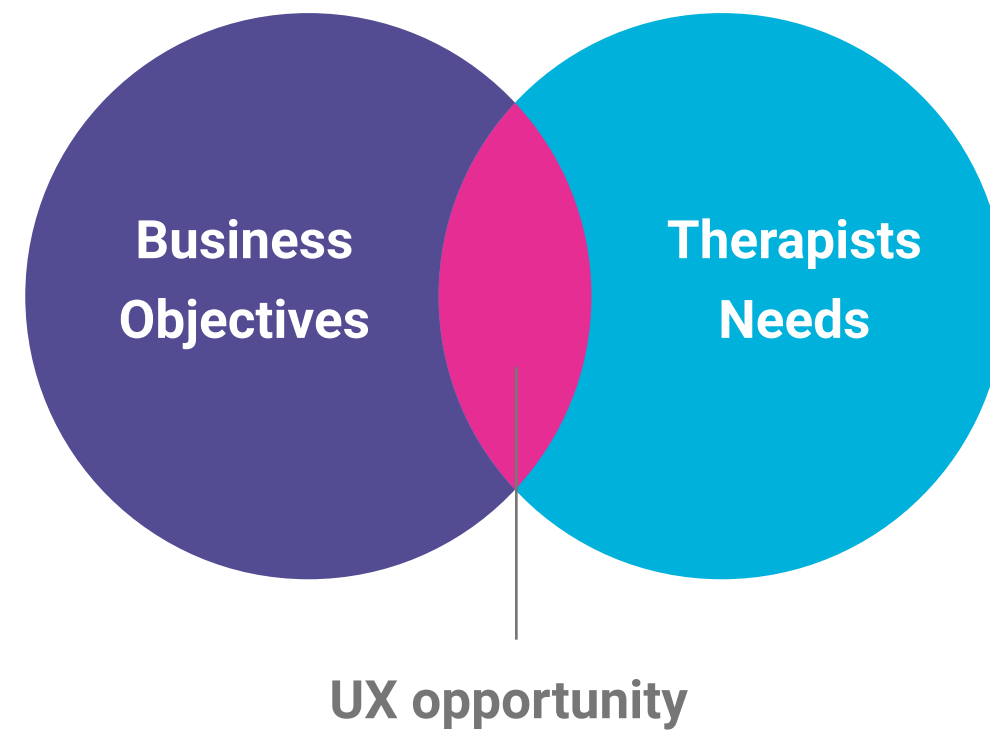 Business
Objectives
Therapists
Needs
UX opportunity